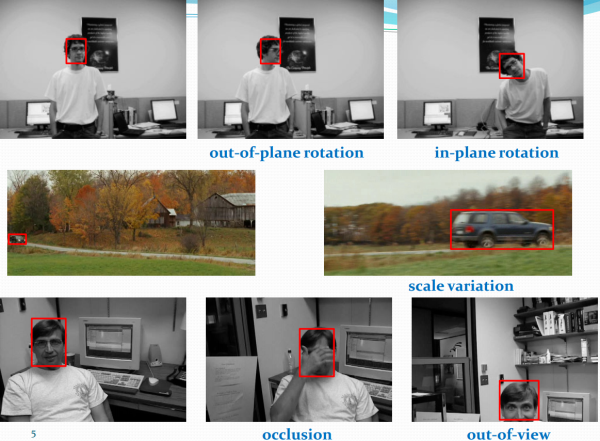 out-of-plane rotation
in-plane rotation
scale variation
5
occlusion
out-of-view